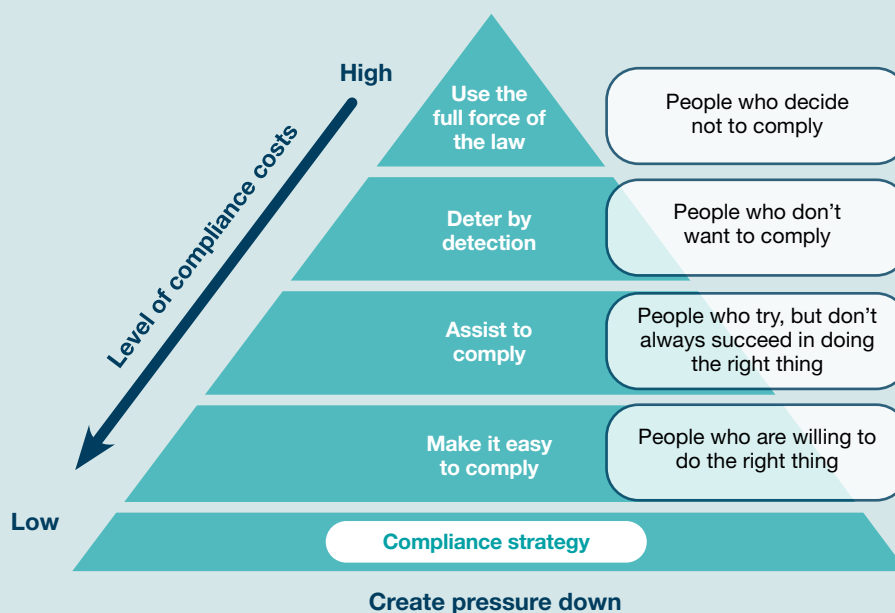 High
Use the
full force of
the law
People who decide
not to comply
Level of compliance costs
Deter by
detection
People who don’t
want to comply
Assist to
comply
People who try, but don’t
always succeed in doing
the right thing
Make it easy
to comply
People who are willing to
do the right thing
Low
Compliance strategy
Create pressure down